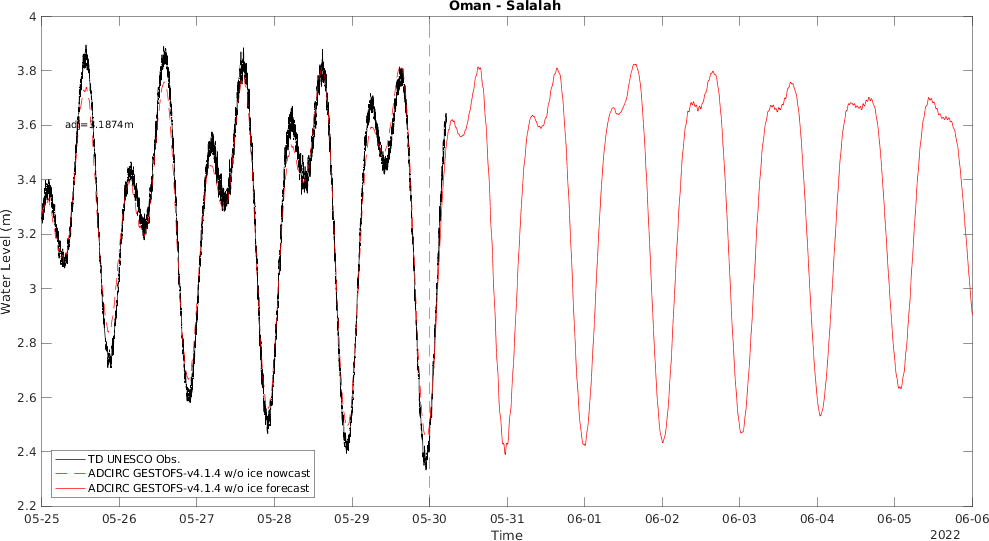 Oman - Salalah
4
3.8
3.6
3.4
3.2
3
2.8
2.6
2.4
2.2
Water Level (m)
adj=3.1874m
TD UNESCO Obs.
ADCIRC GESTOFS-v4.1.4 w/o ice nowcast
ADCIRC GESTOFS-v4.1.4 w/o ice forecast
05-25 05-26 05-27 05-28 05-29 05-30 05-31 06-01 06-02 06-03 06-04 06-05 06-06
Time
2022